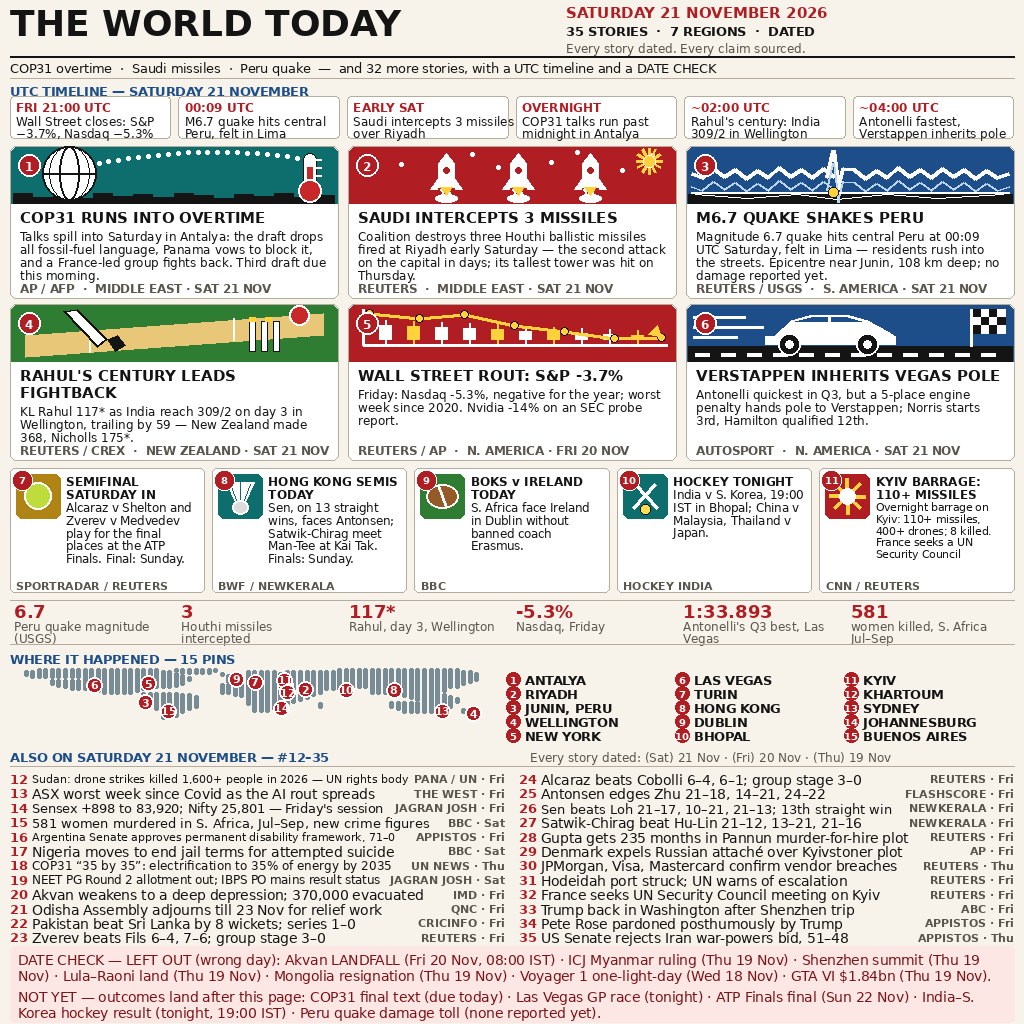 THE WORLD TODAY
SATURDAY 21 NOVEMBER 2026
35 STORIES · 7 REGIONS · DATED
Every story dated. Every claim sourced.
COP31 overtime · Saudi missiles · Peru quake — and 32 more stories, with a UTC timeline and a DATE CHECK
UTC TIMELINE — SATURDAY 21 NOVEMBER
FRI 21:00 UTC
Wall Street closes: S&P
−3.7%, Nasdaq −5.3%
00:09 UTC
M6.7 quake hits central
Peru, felt in Lima
EARLY SAT
Saudi intercepts 3 missiles
over Riyadh
OVERNIGHT
COP31 talks run past
midnight in Antalya
~02:00 UTC
Rahul's century: India
309/2 in Wellington
~04:00 UTC
Antonelli fastest,
Verstappen inherits pole
1
COP31 RUNS INTO OVERTIME
Talks spill into Saturday in Antalya: the draft drops
all fossil-fuel language, Panama vows to block it,
and a France-led group fights back. Third draft due
this morning.
AP / AFP · MIDDLE EAST · SAT 21 NOV
2
SAUDI INTERCEPTS 3 MISSILES
Coalition destroys three Houthi ballistic missiles
fired at Riyadh early Saturday — the second attack
on the capital in days; its tallest tower was hit on
Thursday.
REUTERS · MIDDLE EAST · SAT 21 NOV
3
M6.7 QUAKE SHAKES PERU
Magnitude 6.7 quake hits central Peru at 00:09
UTC Saturday, felt in Lima — residents rush into
the streets. Epicentre near Junin, 108 km deep; no
damage reported yet.
REUTERS / USGS · S. AMERICA · SAT 21 NOV
4
RAHUL'S CENTURY LEADS
FIGHTBACK
KL Rahul 117* as India reach 309/2 on day 3 in
Wellington, trailing by 59 — New Zealand made
368, Nicholls 175*.
REUTERS / CREX · NEW ZEALAND · SAT 21 NOV
5
WALL STREET ROUT: S&P -3.7%
Friday: Nasdaq -5.3%, negative for the year; worst
week since 2020. Nvidia -14% on an SEC probe
report.
REUTERS / AP · N. AMERICA · FRI 20 NOV
6
VERSTAPPEN INHERITS VEGAS POLE
Antonelli quickest in Q3, but a 5-place engine
penalty hands pole to Verstappen; Norris starts
3rd, Hamilton qualified 12th.
AUTOSPORT · N. AMERICA · SAT 21 NOV
7
SEMIFINAL
SATURDAY IN
Alcaraz v Shelton and
Zverev v Medvedev
play for the final
places at the ATP
Finals. Final: Sunday.
SPORTRADAR / REUTERS
8
HONG KONG SEMIS
TODAY
Sen, on 13 straight
wins, faces Antonsen;
Satwik-Chirag meet
Man-Tee at Kai Tak.
Finals: Sunday.
BWF / NEWKERALA
9
BOKS v IRELAND
TODAY
S. Africa face Ireland
in Dublin without
banned coach
Erasmus.
BBC
10
HOCKEY TONIGHT
India v S. Korea, 19:00
IST in Bhopal; China v
Malaysia, Thailand v
Japan.
HOCKEY INDIA
11
KYIV BARRAGE:
110+ MISSILES
Overnight barrage on
Kyiv: 110+ missiles,
400+ drones; 8 killed.
France seeks a UN
Security Council
CNN / REUTERS
6.7
Peru quake magnitude
(USGS)
3
Houthi missiles
intercepted
117*
Rahul, day 3, Wellington
-5.3%
Nasdaq, Friday
1:33.893
Antonelli's Q3 best, Las
Vegas
581
women killed, S. Africa
Jul–Sep
WHERE IT HAPPENED — 15 PINS
1 ANTALYA
2 RIYADH
3 JUNIN, PERU
4 WELLINGTON
5 NEW YORK
6 LAS VEGAS
7 TURIN
8 HONG KONG
9 DUBLIN
10 BHOPAL
11 KYIV
12 KHARTOUM
13 SYDNEY
14 JOHANNESBURG
15 BUENOS AIRES
ALSO ON SATURDAY 21 NOVEMBER — #12–35
Every story dated: (Sat) 21 Nov · (Fri) 20 Nov · (Thu) 19 Nov
12 Sudan: drone strikes killed 1,600+ people in 2026 — UN rights body PANA / UN · Fri
13 ASX worst week since Covid as the AI rout spreads THE WEST · Fri
14 Sensex +898 to 83,920; Nifty 25,801 — Friday's session JAGRAN JOSH · Fri
15 581 women murdered in S. Africa, Jul–Sep, new crime figures BBC · Sat
16 Argentina Senate approves permanent disability framework, 71–0 APPISTOS · Fri
17 Nigeria moves to end jail terms for attempted suicide BBC · Sat
18 COP31 “35 by 35”: electrification to 35% of energy by 2035 UN NEWS · Thu
19 NEET PG Round 2 allotment out; IBPS PO mains result status JAGRAN JOSH · Sat
20 Akvan weakens to a deep depression; 370,000 evacuated IMD · Fri
21 Odisha Assembly adjourns till 23 Nov for relief work QNC · Fri
22 Pakistan beat Sri Lanka by 8 wickets; series 1–0 CRICINFO · Fri
23 Zverev beats Fils 6–4, 7–6; group stage 3–0 REUTERS · Fri
24 Alcaraz beats Cobolli 6–4, 6–1; group stage 3–0 REUTERS · Fri
25 Antonsen edges Zhu 21–18, 14–21, 24–22 FLASHSCORE · Fri
26 Sen beats Loh 21–17, 10–21, 21–13; 13th straight win NEWKERALA · Fri
27 Satwik-Chirag beat Hu-Lin 21–12, 13–21, 21–16 NEWKERALA · Fri
28 Gupta gets 235 months in Pannun murder-for-hire plot REUTERS · Fri
29 Denmark expels Russian attaché over Kyivstoner plot AP · Fri
30 JPMorgan, Visa, Mastercard confirm vendor breaches REUTERS · Thu
31 Hodeidah port struck; UN warns of escalation REUTERS · Fri
32 France seeks UN Security Council meeting on Kyiv REUTERS · Fri
33 Trump back in Washington after Shenzhen trip ABC · Fri
34 Pete Rose pardoned posthumously by Trump APPISTOS · Fri
35 US Senate rejects Iran war-powers bid, 51–48 APPISTOS · Thu
DATE CHECK — LEFT OUT (wrong day): Akvan LANDFALL (Fri 20 Nov, 08:00 IST) · ICJ Myanmar ruling (Thu 19 Nov) · Shenzhen summit (Thu 19
Nov) · Lula–Raoni land (Thu 19 Nov) · Mongolia resignation (Thu 19 Nov) · Voyager 1 one-light-day (Wed 18 Nov) · GTA VI $1.84bn (Thu 19 Nov).
NOT YET — outcomes land after this page: COP31 final text (due today) · Las Vegas GP race (tonight) · ATP Finals final (Sun 22 Nov) · India–S.
Korea hockey result (tonight, 19:00 IST) · Peru quake damage toll (none reported yet).